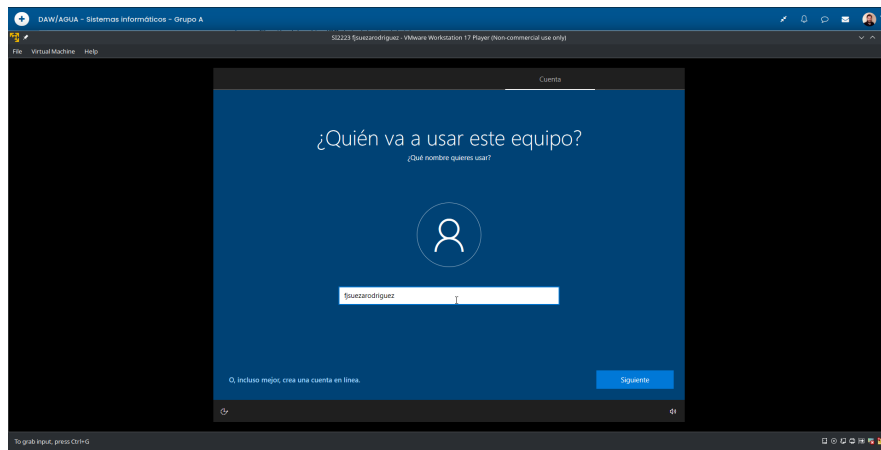 DAW/AGUA - Sistemas informáticos - Grupo A
SI2223 fjsuezarodriguez - VMware Workstation 17 Player (Non-commercial use only)
File Virtual Machine Help
Cuenta
¿Quién va a usar este equipo?
¿Qué nombre quieres usar?
fjsuezarodriguez
O, incluso mejor, crea una cuenta en línea.
Siguiente
To grab input, press Ctrl+G